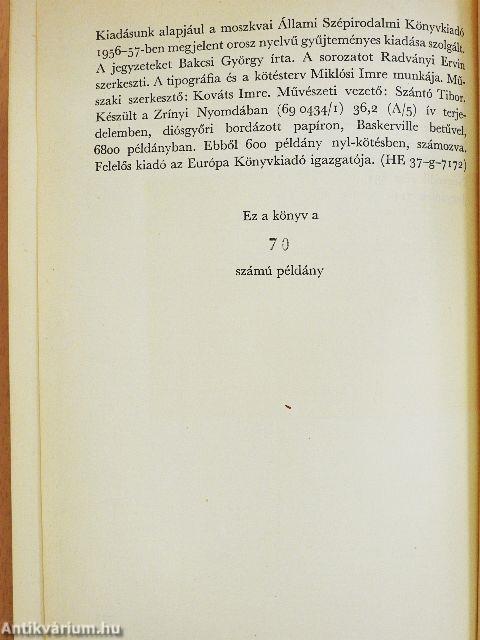 Kiadásunk alapjául a moszkvai Állami Szépirodalmi Könyvkiadó
1956–57-ben megjelent orosz nyelvű gyűjteményes kiadása szolgált.
A jegyzeteket Bakcsi György írta. A sorozatot Radványi Ervin
szerkeszti. A tipográfia és a kötésterv Miklósi Imre munkája. Mű-
szaki szerkesztő: Kováts Imre. Művészeti vezető: Szántó Tibor.
Készült a Zrínyi Nyomdában (69 0434/1) 36,2 (A/5) ív terje-
delemben, diósgyőri bordázott papíron, Baskerville betűvel,
6800 példányban. Ebből 600 példány nyl-kötésben, számozva.
Felelős kiadó az Európa Könyvkiadó igazgatója. (HE 37-g-7172)
Ez a könyv a
70
számú példány
Antikvárium.hu